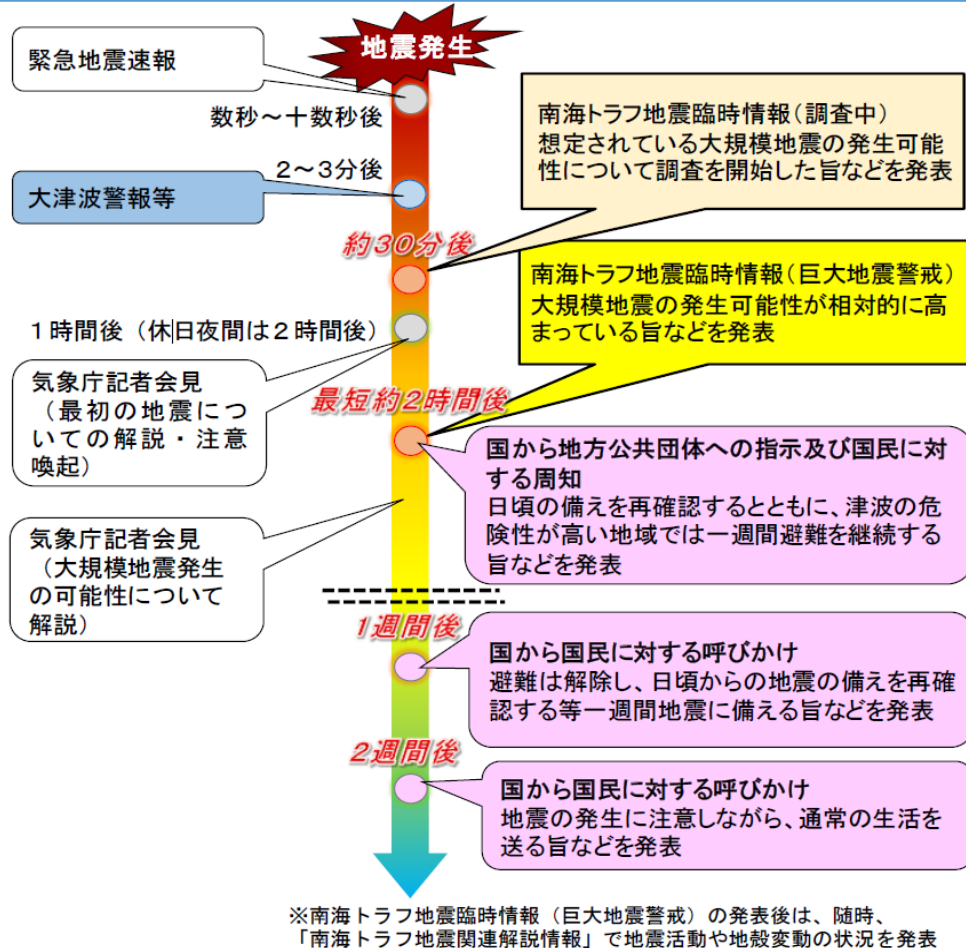 地震発生
緊急地震速報
数秒～十数秒後
南海トラフ地震臨時情報（調査中）
想定されている大規模地震の発生可能
性について調査を開始した旨などを発表
2～3分後
大津波警報等
約30分後
南海トラフ地震臨時情報（巨大地震警戒）
大規模地震の発生可能性が相対的に高
まっている旨などを発表
1時間後（休日夜間は2時間後）
気象庁記者会見
（最初の地震につ
いての解説・注意
喚起）
最短約2時間後
国から地方公共団体への指示及び国民に対
する周知
日頃の備えを再確認するとともに、津波の危
険性が高い地域では一週間避難を継続する
旨などを発表
気象庁記者会見
（大規模地震発生
の可能性について
解説）
1週間後
国から国民に対する呼びかけ
避難は解除し、日頃からの地震の備えを再確
認する等一週間地震に備える旨などを発表
2週間後
国から国民に対する呼びかけ
地震の発生に注意しながら、通常の生活を
送る旨などを発表
※南海トラフ地震臨時情報（巨大地震警戒）の発表後は、随時、
「南海トラフ地震関連解説情報」で地震活動や地殻変動の状況を発表